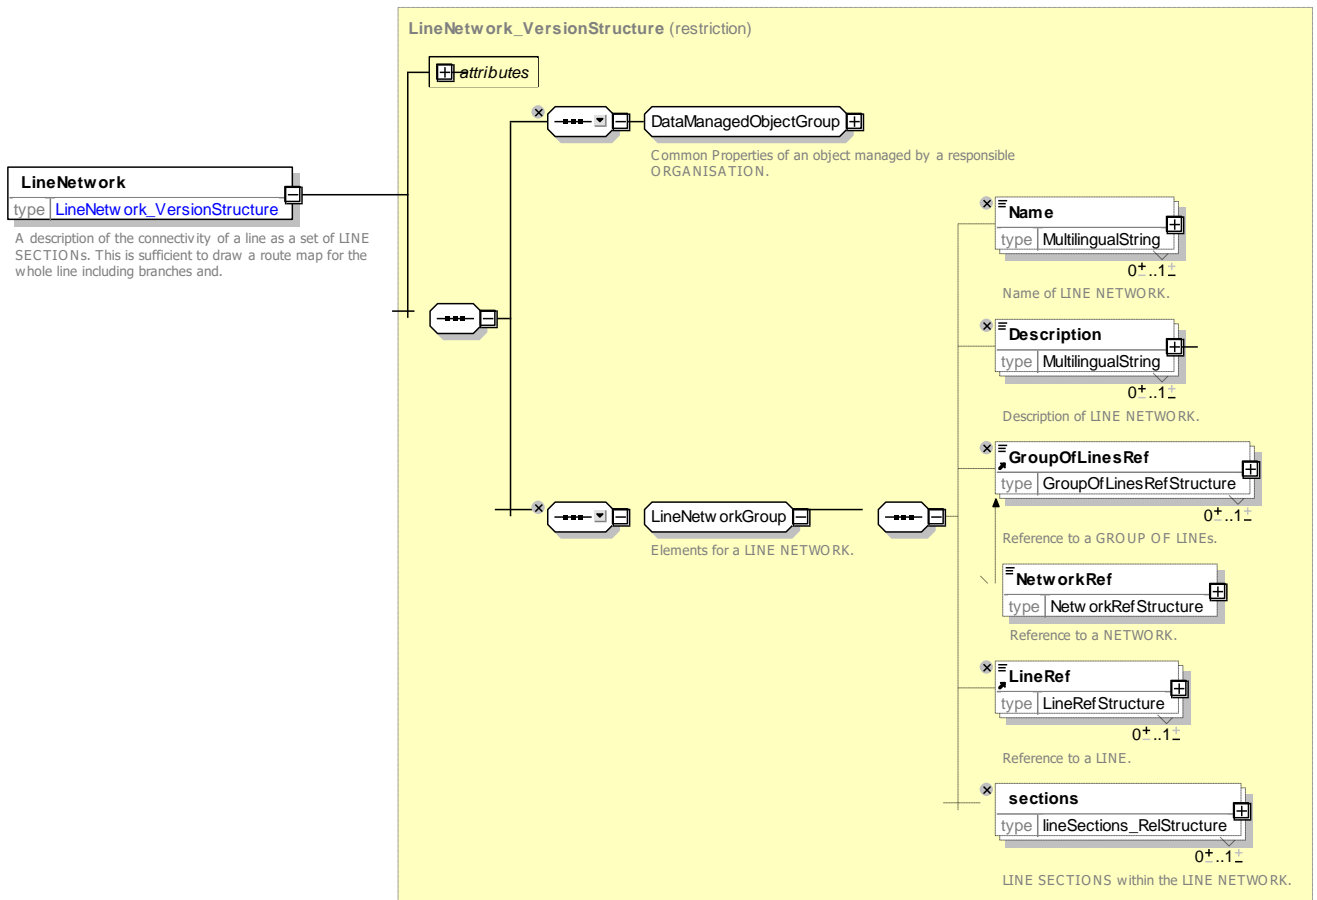 LineNetwork_VersionStructure (restriction)
attributes
DataManagedObjectGroup
Common Properties of an object managed by a responsible
ORGANISATION.
LineNetwork
type LineNetwork_VersionStructure
A description of the connectivity of a line as a set of LINE
SECTIONs. This is sufficient to draw a route map for the
whole line including branches and.
Name
type MultilingualString
0..1
Name of LINE NETWORK.
Description
type MultilingualString
0..1
Description of LINE NETWORK.
GroupOfLinesRef
type GroupOfLinesRefStructure
0..1
Reference to a GROUP OF LINEs.
LineNetworkGroup
Elements for a LINE NETWORK.
NetworkRef
type NetworkRefStructure
Reference to a NETWORK.
LineRef
type LineRefStructure
0..1
Reference to a LINE.
sections
type lineSections_RelStructure
0..1
LINE SECTIONS within the LINE NETWORK.